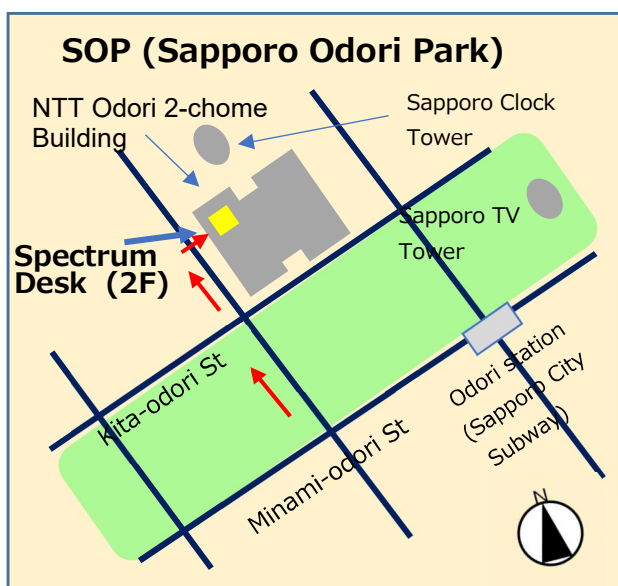 SOP (Sapporo Odori Park)
NTT Odori 2-chome
Building
Sapporo Clock
Tower
Sapporo TV
Tower
Spectrum
Desk (2F)
Kita-odori St
Minami-odori St
Odori station
(Sapporo City
Subway)
N